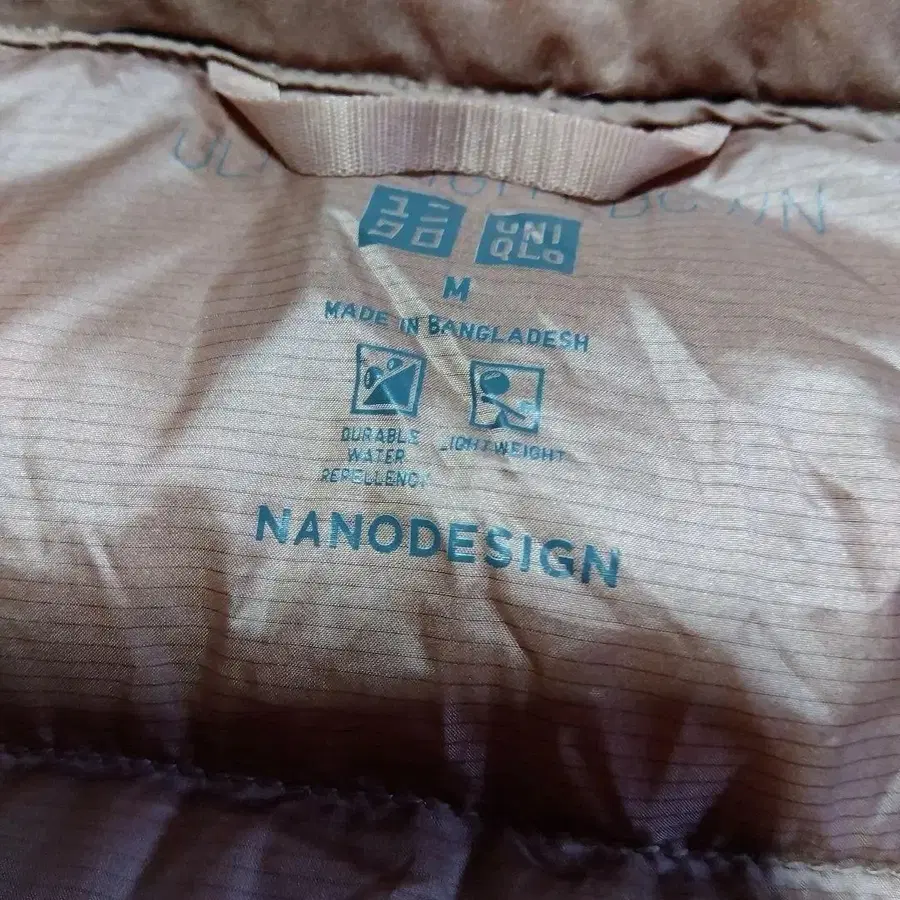 ユニ
クロ
UNI
QLO
M
MADE IN BANGLADESH
DURABLE
WATER
REPELLENCY
LIGHTWEIGHT
NANODESIGN